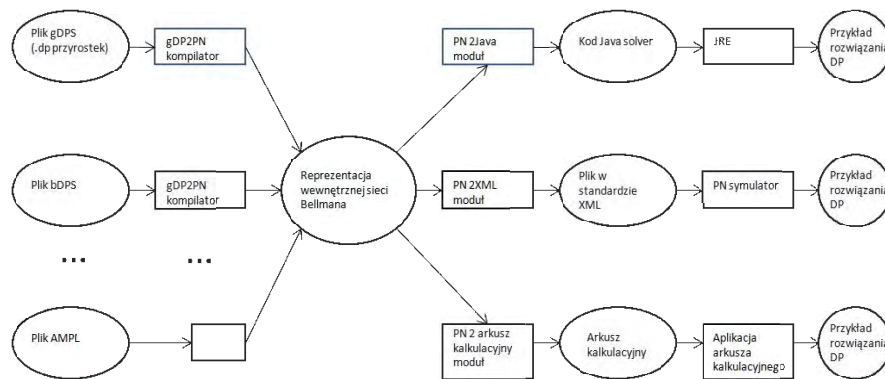 Plik gDPS
(.dp przyrostek)
gDP2PN
kompilator
PN 2Java
moduł
Kod Java solver
JRE
Przykład
rozwiązania
DP
Plik bDPS
gDP2PN
kompilator
Reprezentacja
wewnętrznej sieci
Bellmana
PN 2XML
moduł
Plik w
standardzie
XML
PN symulator
Przykład
rozwiązania
DP
...
...
Plik AMPL
PN 2 arkusz
kalkulacyjny
moduł
Arkusz
kalkulacyjny
Aplikacja
arkusza
kalkulacyjnego
Przykład
rozwiązania
DP